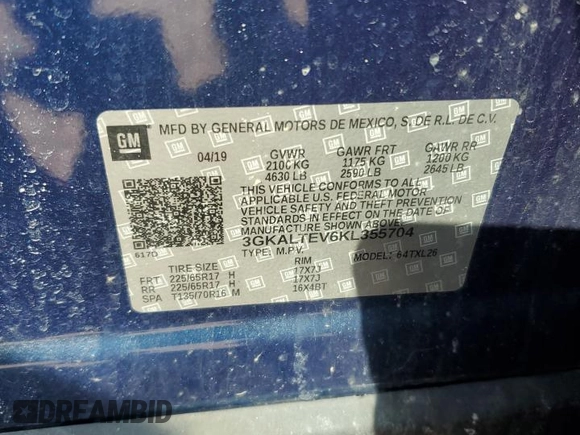 GM
MFD BY GENERAL MOTORS DE MEXICO, S. DE R.L. DE C.V.
04/19 GVWR GAWR FRT GAWR RR
2100 KG 1175 KG 1200 KG
4630 LB 2590 LB 2645 LB
THIS VEHICLE CONFORMS TO ALL
APPLICABLE U.S. FEDERAL
MOTOR VEHICLE SAFETY
STANDARDS IN EFFECT ON THE
DATE OF MANUFACTURE SHOWN
ABOVE.
3GKALTEV6KL355704
TYPE: M.P.V. MODEL: 64TXL26
617D
TIRE SIZE RIM
FRT 225/65R17 H 17X7J
RR 225/65R17 H 17X7J
SPA T135/70R16 M 16X4BT
DREAMBID